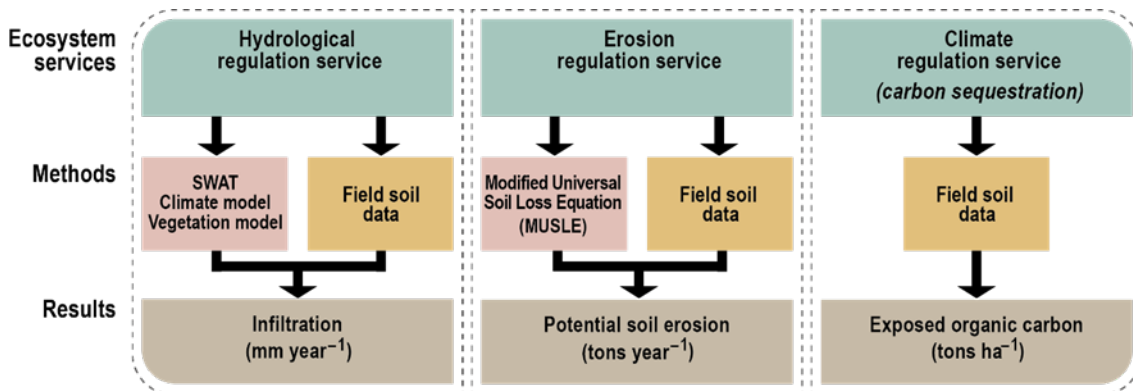 Ecosystem
services
Hydrological
regulation service
Erosion
regulation service
Climate
regulation service
(carbon sequestration)
Methods
SWAT
Climate model
Vegetation model
Field soil
data
Modified Universal
Soil Loss Equation
(MUSLE)
Field soil
data
Field soil
data
Results
Infiltration
(mm year⁻¹)
Potential soil erosion
(tons year⁻¹)
Exposed organic carbon
(tons ha⁻¹)